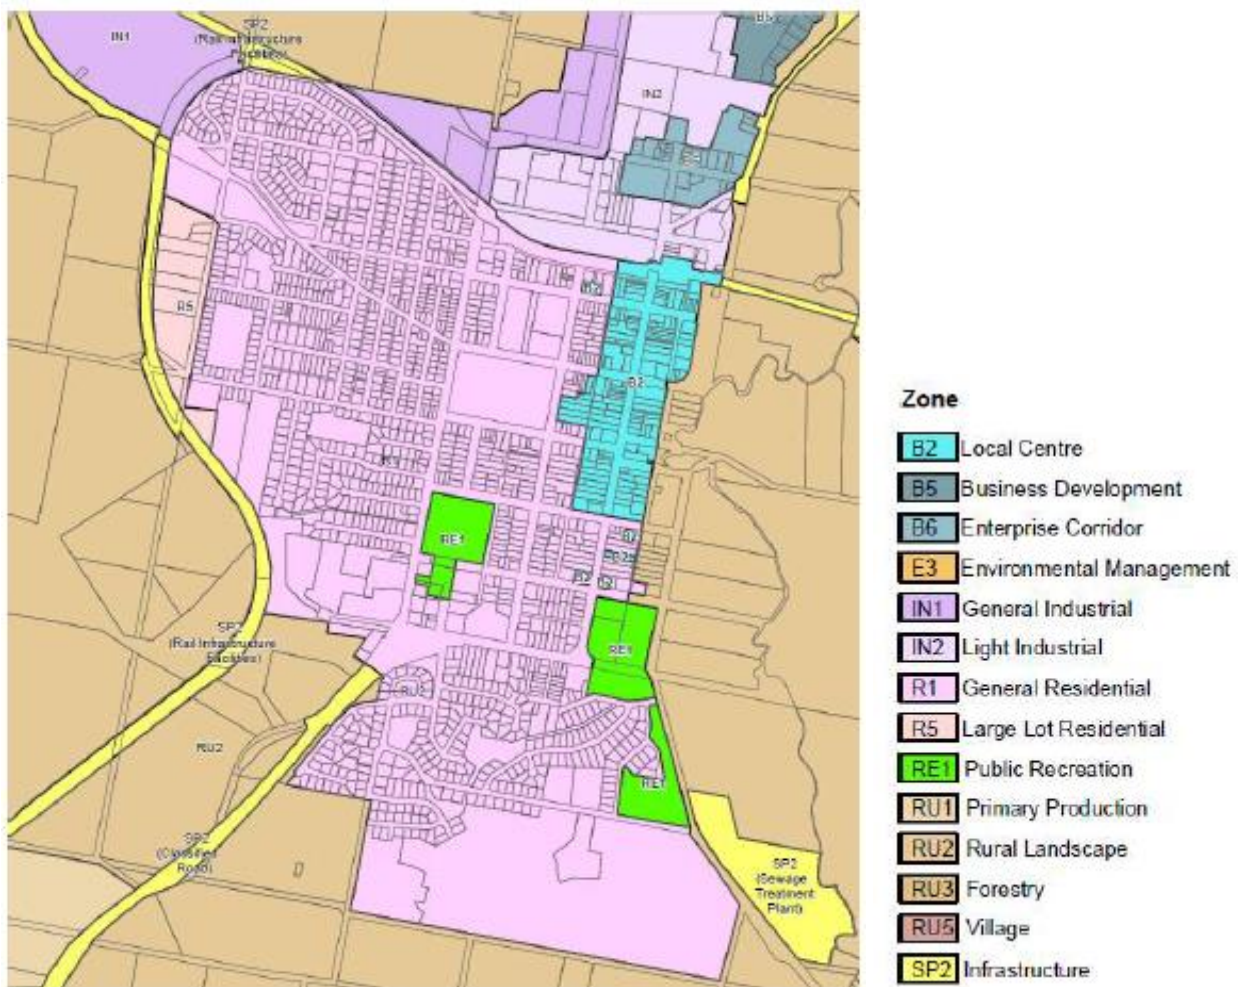 IN1
SP2
(Rail Infrastructure
Facilities)
B5
IN2
R5
B2
RE1
B2
RE1
SP2
(Rail Infrastructure
Facilities)
RU2
RU2
RE1
SP2
(Classified
Road)
SP2
(Sewage
Treatment
Plant)
Zone
B2 Local Centre
B5 Business Development
B6 Enterprise Corridor
E3 Environmental Management
IN1 General Industrial
IN2 Light Industrial
R1 General Residential
R5 Large Lot Residential
RE1 Public Recreation
RU1 Primary Production
RU2 Rural Landscape
RU3 Forestry
RU5 Village
SP2 Infrastructure